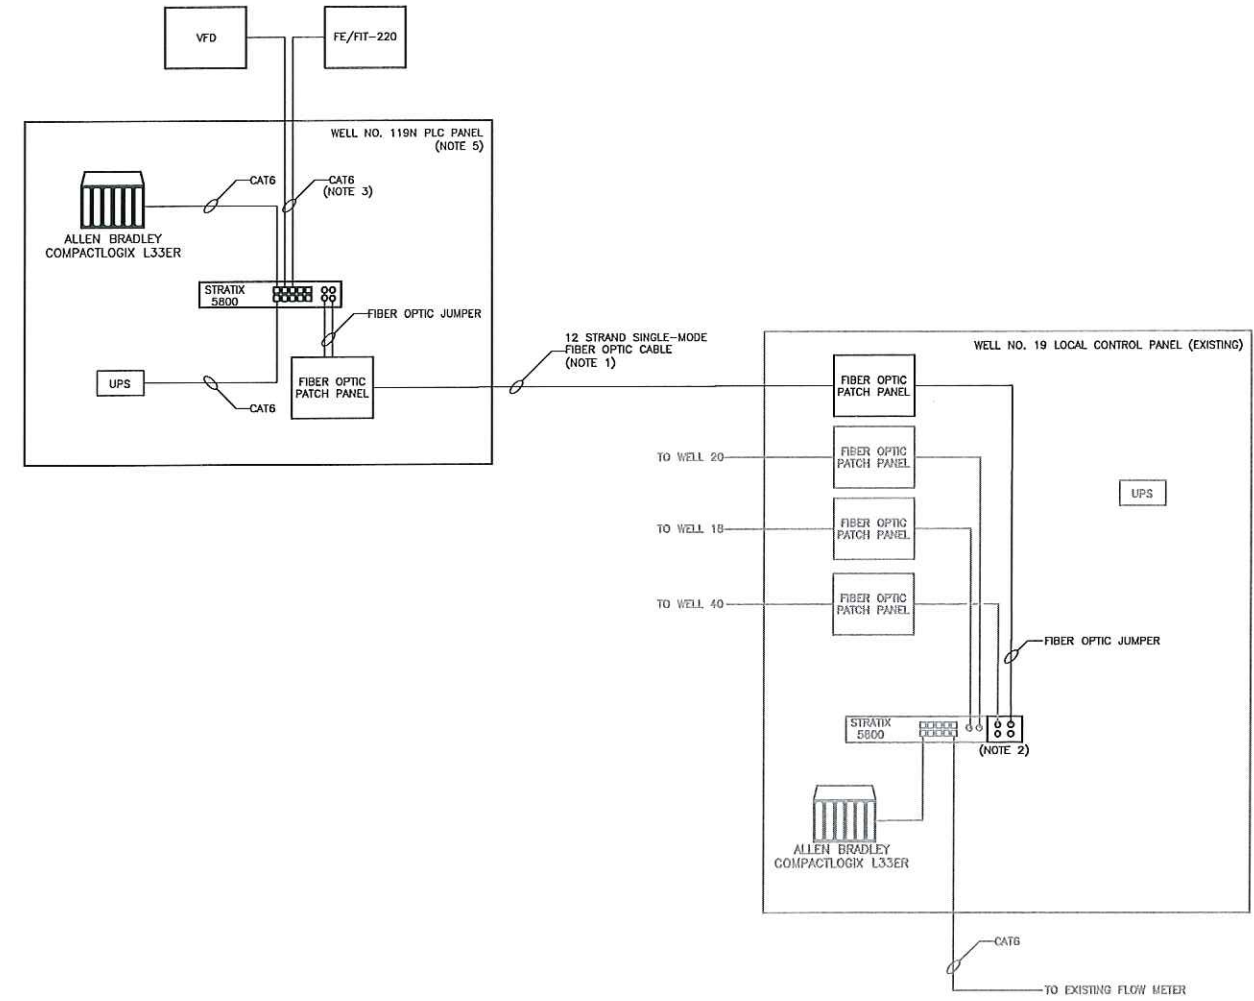 VFD
FE/FIT-220
WELL NO. 119N PLC PANEL
(NOTE 5)
CAT6
CAT6
(NOTE 3)
ALLEN BRADLEY
COMPACTLOGIX L33ER
STRATIX
5800
FIBER OPTIC JUMPER
UPS
FIBER OPTIC
PATCH PANEL
CAT6
12 STRAND SINGLE-MODE
FIBER OPTIC CABLE
(NOTE 1)
WELL NO. 19 LOCAL CONTROL PANEL (EXISTING)
FIBER OPTIC
PATCH PANEL
TO WELL 20
FIBER OPTIC
PATCH PANEL
UPS
TO WELL 18
FIBER OPTIC
PATCH PANEL
TO WELL 40
FIBER OPTIC
PATCH PANEL
FIBER OPTIC JUMPER
STRATIX
5800
(NOTE 2)
ALLEN BRADLEY
COMPACTLOGIX L33ER
CAT6
TO EXISTING FLOW METER